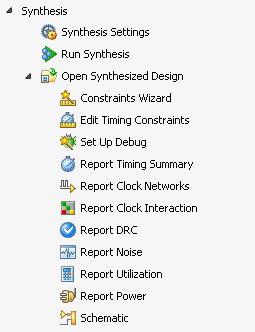 Synthesis
Synthesis Settings
Run Synthesis
Open Synthesized Design
Constraints Wizard
Edit Timing Constraints
Set Up Debug
Report Timing Summary
Report Clock Networks
Report Clock Interaction
Report DRC
Report Noise
Report Utilization
Report Power
Schematic